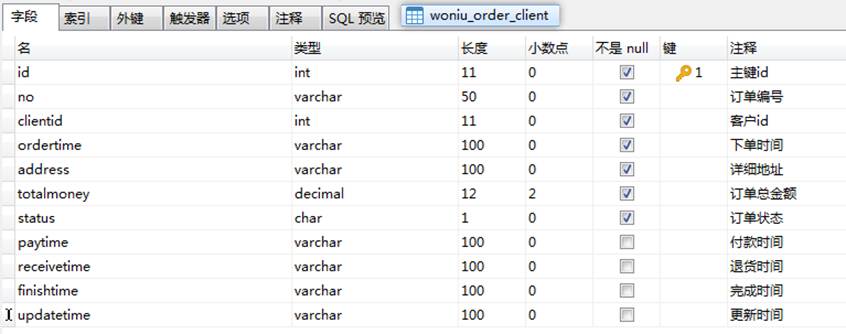 字段 索引 外键 触发器 选项 注释 SQL 预览 woniu_order_client
名 类型 长度 小数点 不是 null 键 注释
id int 11 0 1 主键id
no varchar 50 0 订单编号
clientid int 11 0 客户id
ordertime varchar 100 0 下单时间
address varchar 100 0 详细地址
totalmoney decimal 12 2 订单总金额
status char 1 0 订单状态
paytime varchar 100 0 付款时间
receivetime varchar 100 0 退货时间
finishtime varchar 100 0 完成时间
updatetime varchar 100 0 更新时间